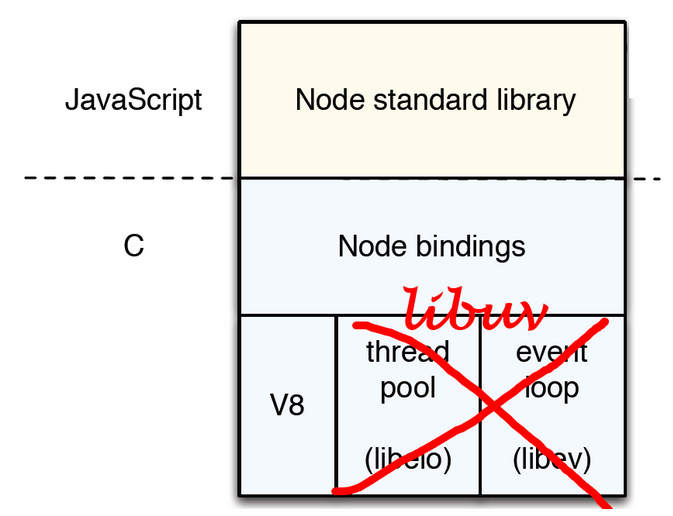 JavaScript
Node standard library
C
Node bindings
libuv
V8
thread
pool
(libeio)
event
loop
(libev)